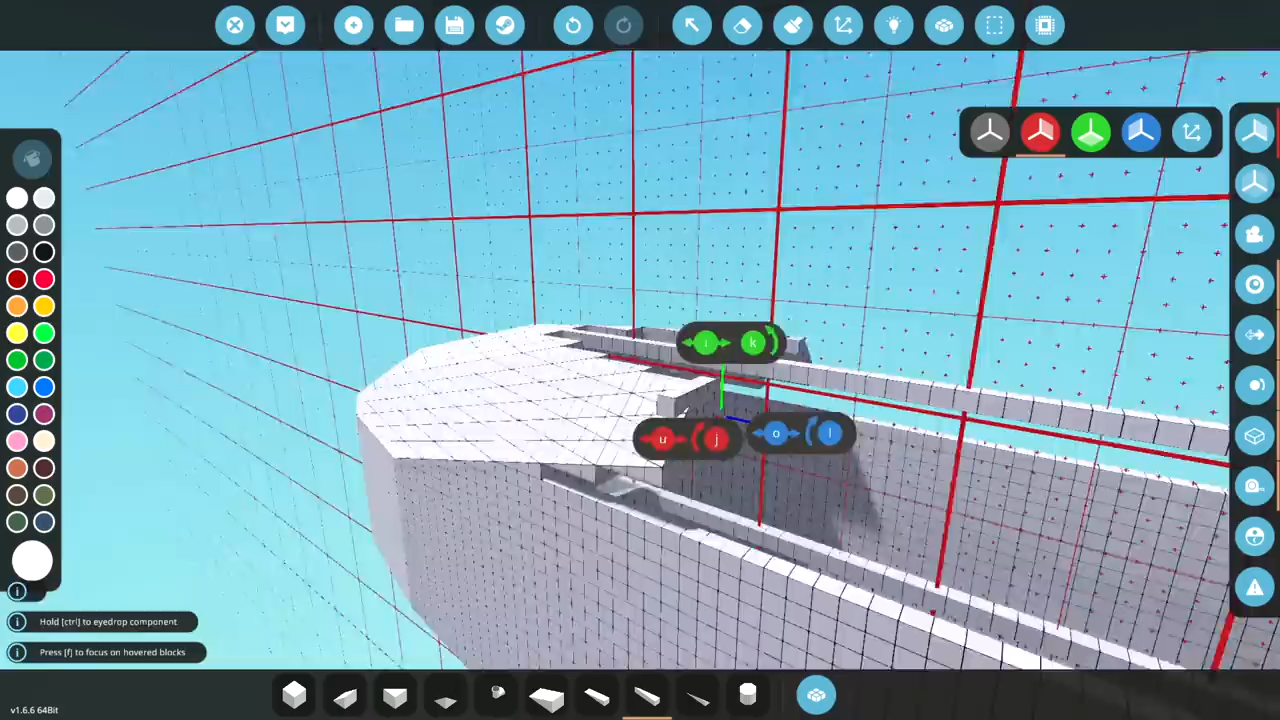 i k
u j o l
Hold [ctrl] to eyedrop component
Press [f] to focus on hovered blocks
v1.6.6 64Bit